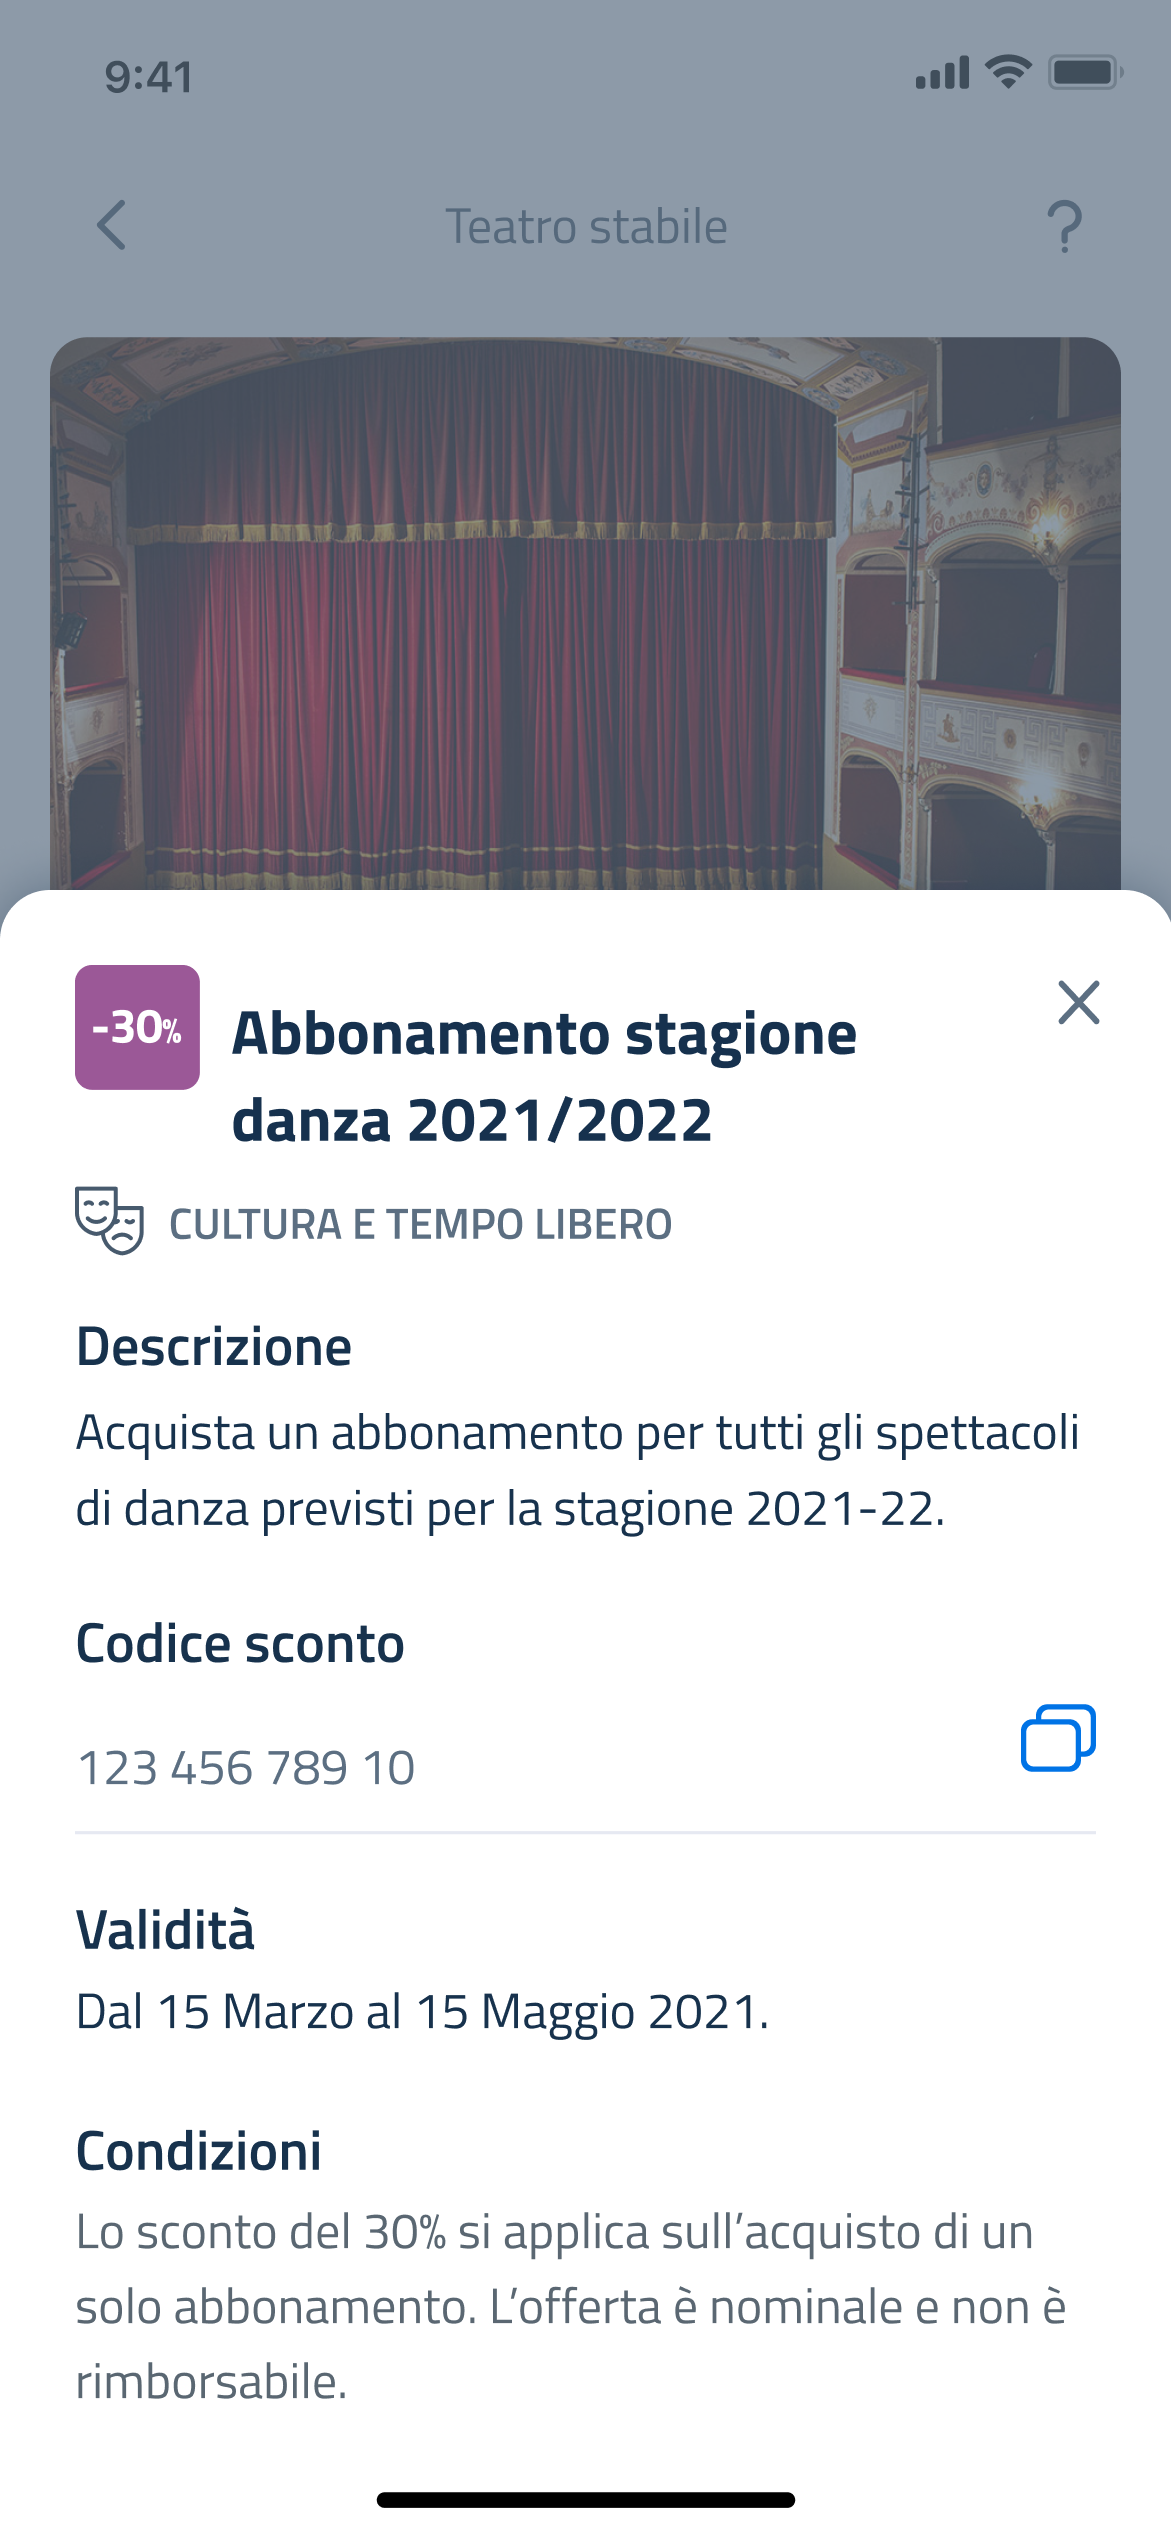 9:41
Teatro stabile
-30%
Abbonamento stagione
danza 2021/2022
CULTURA E TEMPO LIBERO
Descrizione
Acquista un abbonamento per tutti gli spettacoli
di danza previsti per la stagione 2021-22.
Codice sconto
123 456 789 10
Validità
Dal 15 Marzo al 15 Maggio 2021.
Condizioni
Lo sconto del 30% si applica sull’acquisto di un
solo abbonamento. L’offerta è nominale e non è
rimborsabile.